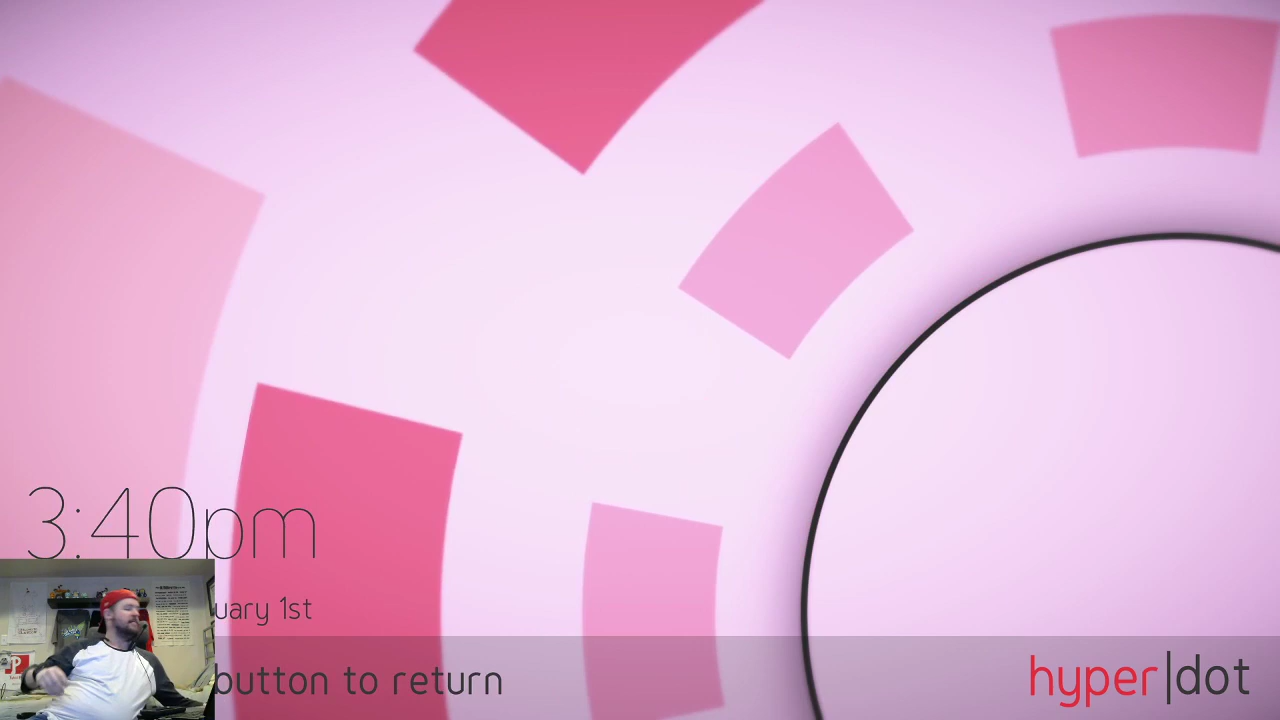 3:40pm
uary 1st
button to return
hyper|dot